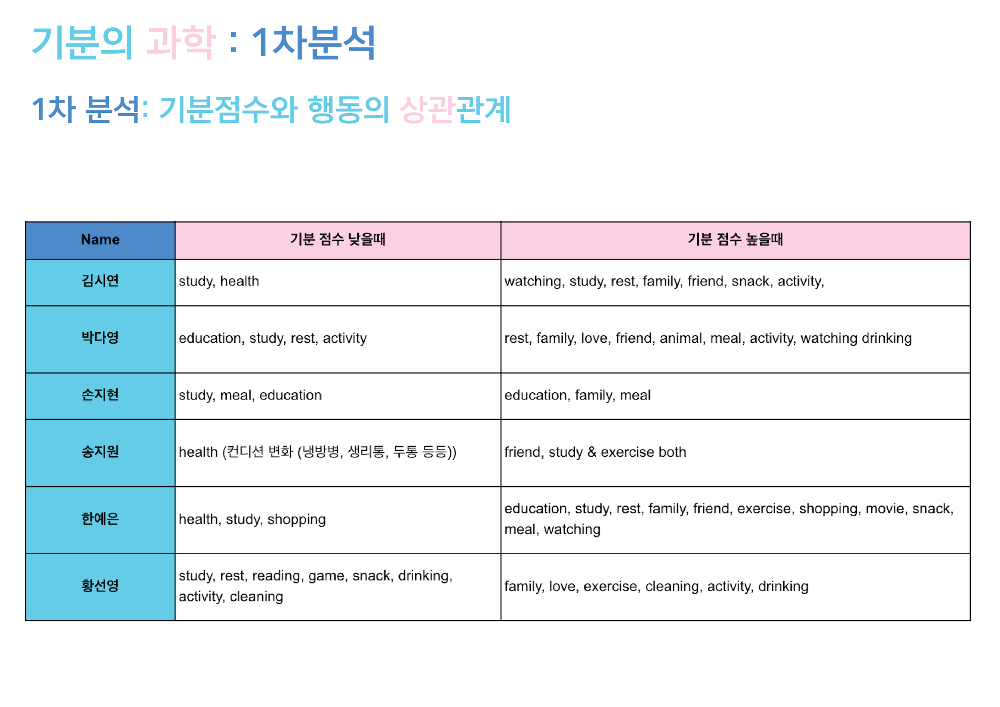 기분의 과학 : 1차분석
1차 분석: 기분점수와 행동의 상관관계
Name 기분 점수 낮을때 기분 점수 높을때
김시연 study, health watching, study, rest, family, friend, snack, activity,
박다영 education, study, rest, activity rest, family, love, friend, animal, meal, activity, watching drinking
손지현 study, meal, education education, family, meal
송지원 health (컨디션 변화 (냉방병, 생리통, 두통 등등)) friend, study & exercise both
한예은 health, study, shopping education, study, rest, family, friend, exercise, shopping, movie, snack,
meal, watching
황선영 study, rest, reading, game, snack, drinking,
activity, cleaning family, love, exercise, cleaning, activity, drinking